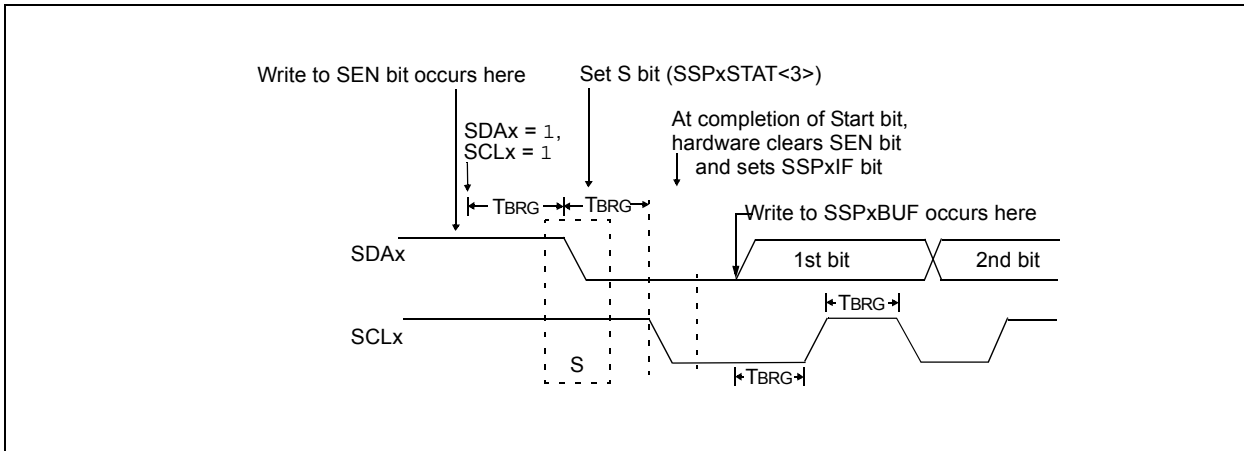 Write to SEN bit occurs here
Set S bit (SSPxSTAT<3>)
SDAx = 1,
SCLx = 1
At completion of Start bit,
hardware clears SEN bit
and sets SSPxIF bit
TBRG
TBRG
Write to SSPxBUF occurs here
SDAx
1st bit
2nd bit
TBRG
SCLx
S
TBRG